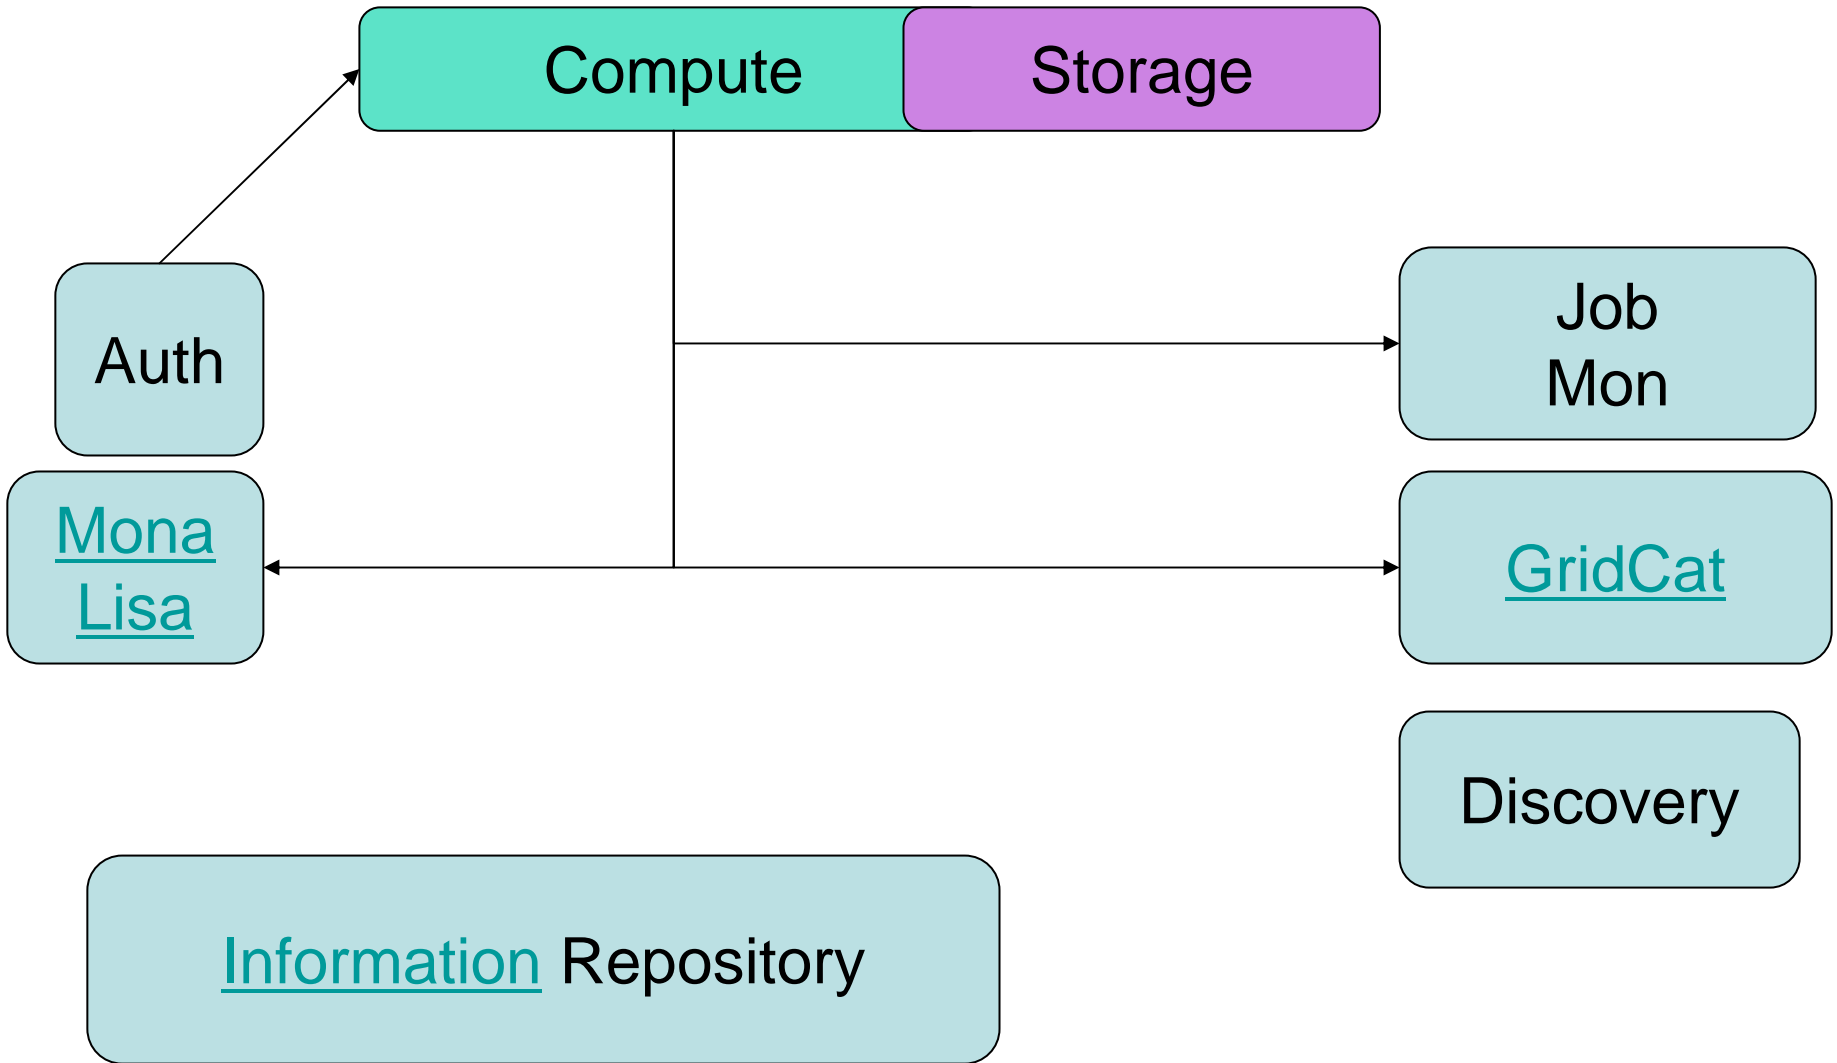 Compute
Storage
Auth
Job
Mon
Mona
Lisa
GridCat
Discovery
Information Repository